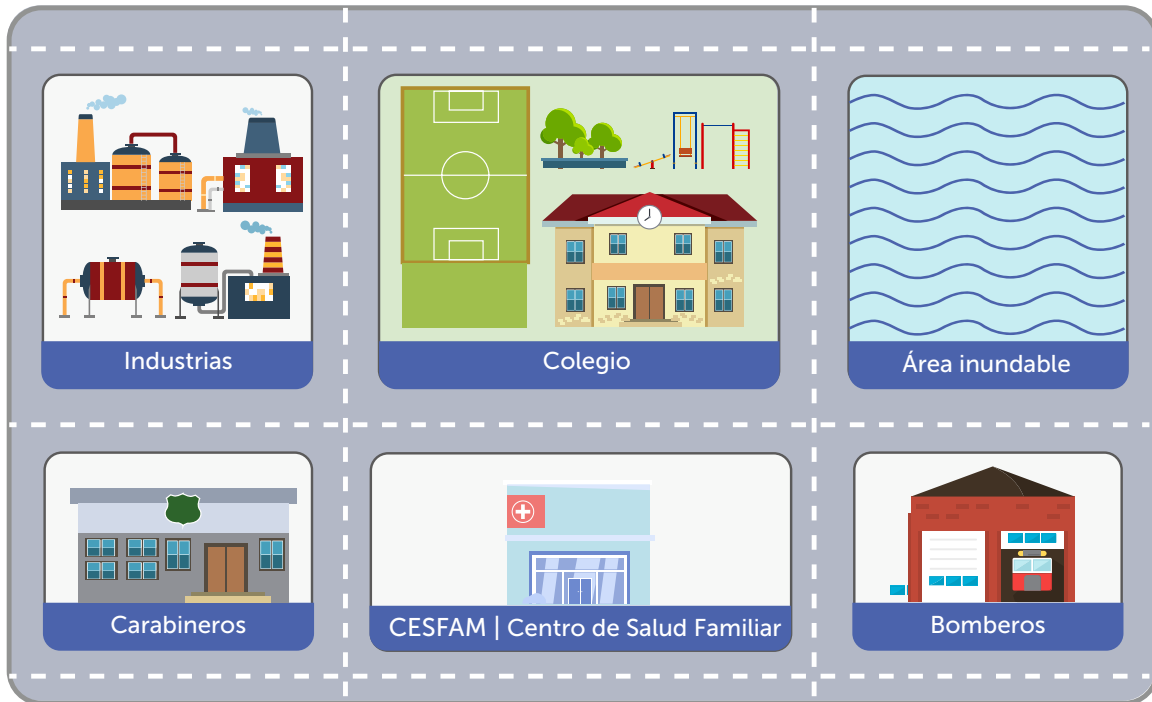 Industrias
Colegio
Área inundable
Carabineros
CESFAM | Centro de Salud Familiar
Bomberos